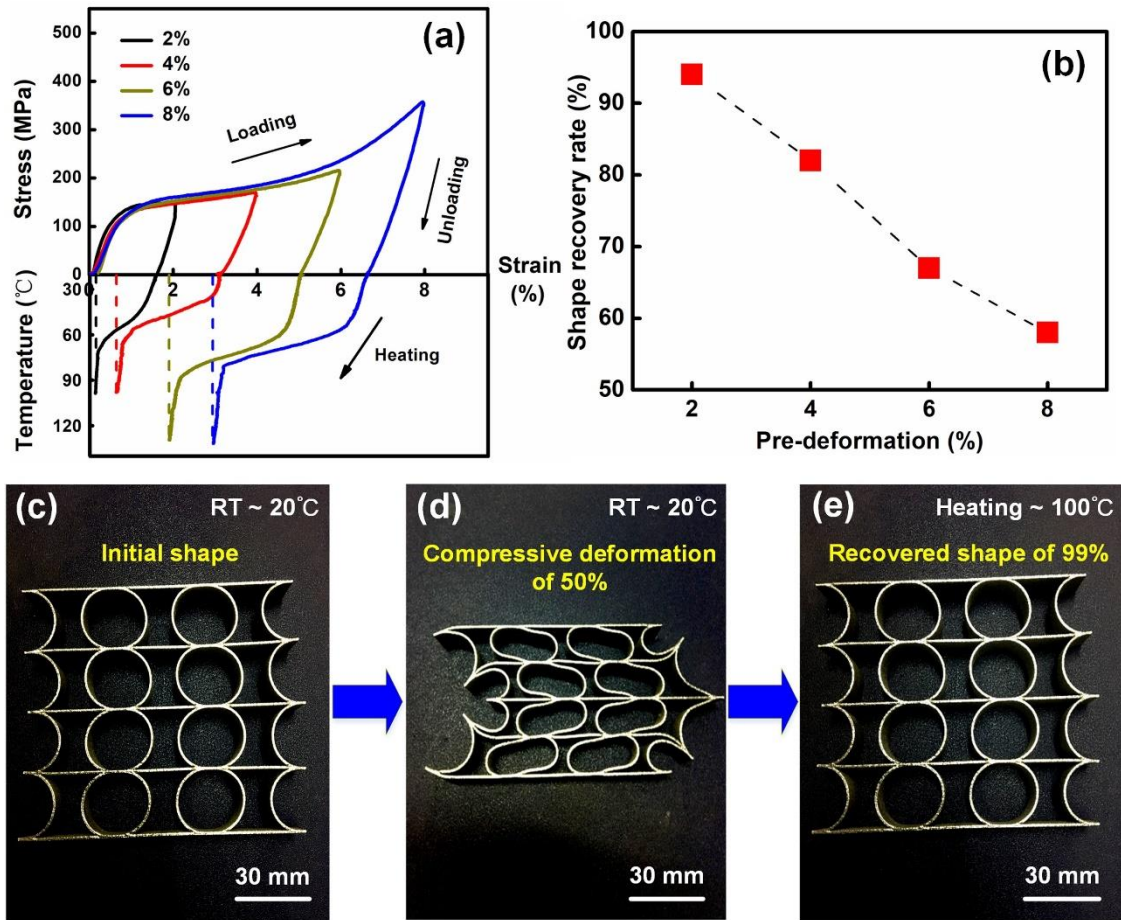 (a)
2%
4%
6%
8%
Loading
Unloading
Heating
Stress (MPa)
500
400
300
200
100
0
0 2 4 6 8
Strain
(%)
Temperature (℃)
30
60
90
120
(b)
Shape recovery rate (%)
100
90
80
70
60
50
2 4 6 8
Pre-deformation (%)
(c)
RT ~ 20°C
Initial shape
30 mm
(d)
RT ~ 20°C
Compressive deformation
of 50%
30 mm
(e)
Heating ~ 100°C
Recovered shape of 99%
30 mm